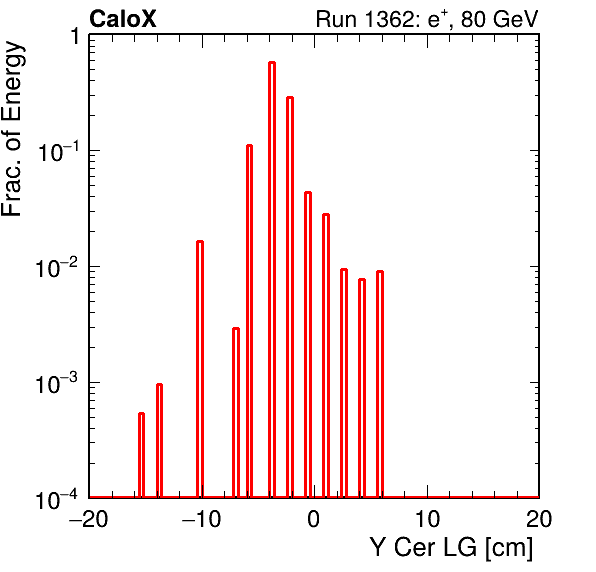 CaloX Run 1362: e⁺, 80 GeV
Frac. of Energy
1
10⁻¹
10⁻²
10⁻³
10⁻⁴
−20 −10 0 10 20
Y Cer LG [cm]